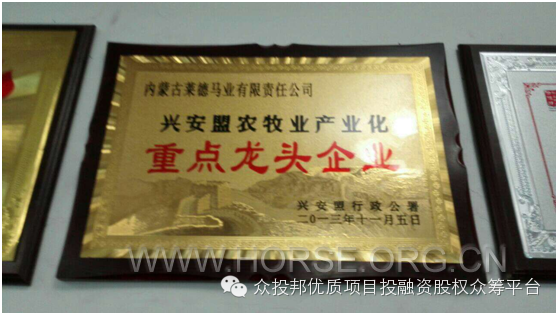 内蒙古莱德马业有限责任公司
兴安盟农牧业产业化
重点龙头企业
兴安盟行政公署
二〇一三年十一月五日
WWW.HORSE.ORG.CN
众投邦优质项目投融资股权众筹平台